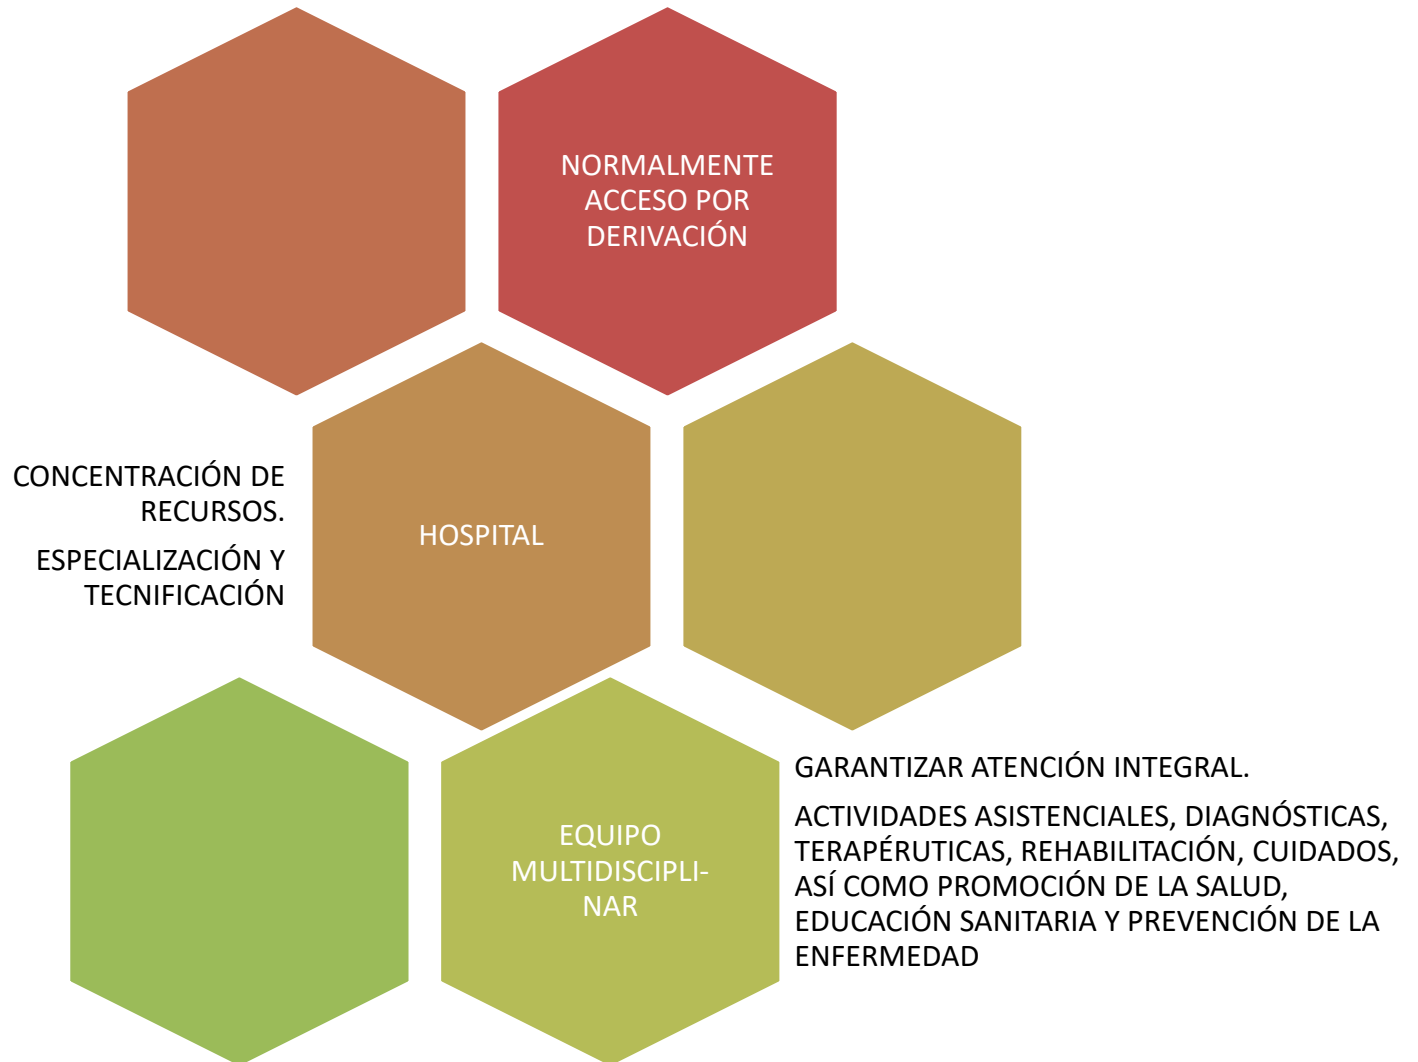 NORMALMENTE
ACCESO POR
DERIVACIÓN
CONCENTRACIÓN DE
RECURSOS.
ESPECIALIZACIÓN Y
TECNIFICACIÓN
HOSPITAL
EQUIPO
MULTIDISCIPLI-
NAR
GARANTIZAR ATENCIÓN INTEGRAL.
ACTIVIDADES ASISTENCIALES, DIAGNÓSTICAS,
TERAPÉRUTICAS, REHABILITACIÓN, CUIDADOS,
ASÍ COMO PROMOCIÓN DE LA SALUD,
EDUCACIÓN SANITARIA Y PREVENCIÓN DE LA
ENFERMEDAD